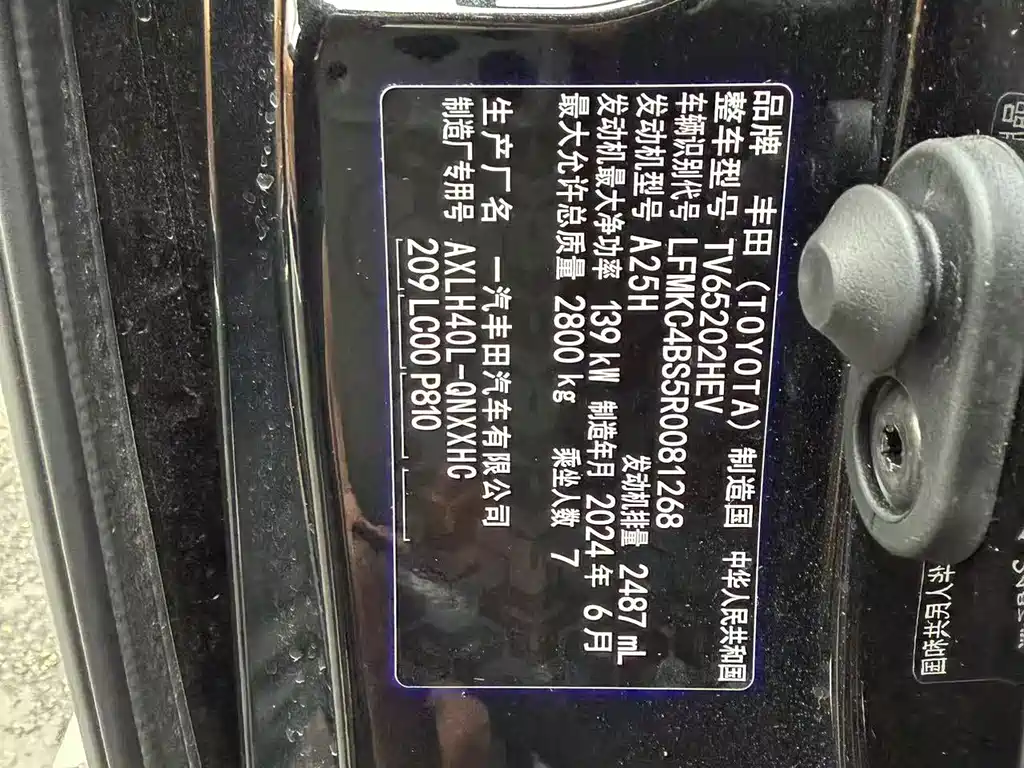 品牌 丰田（TOYOTA） 制造国 中华人民共和国
整车型号 TV65202HEV
车辆识别代号 LFMKC4BS5R0081268
发动机型号 A25H 发动机排量 2487 mL
发动机最大净功率 139 kW 制造年月 2024年 6月
最大允许总质量 2800 kg 乘坐人数 7
生产厂名 一汽丰田汽车有限公司
制造厂专用号 AXLH40L-QNXXHC
209 LC00 P810